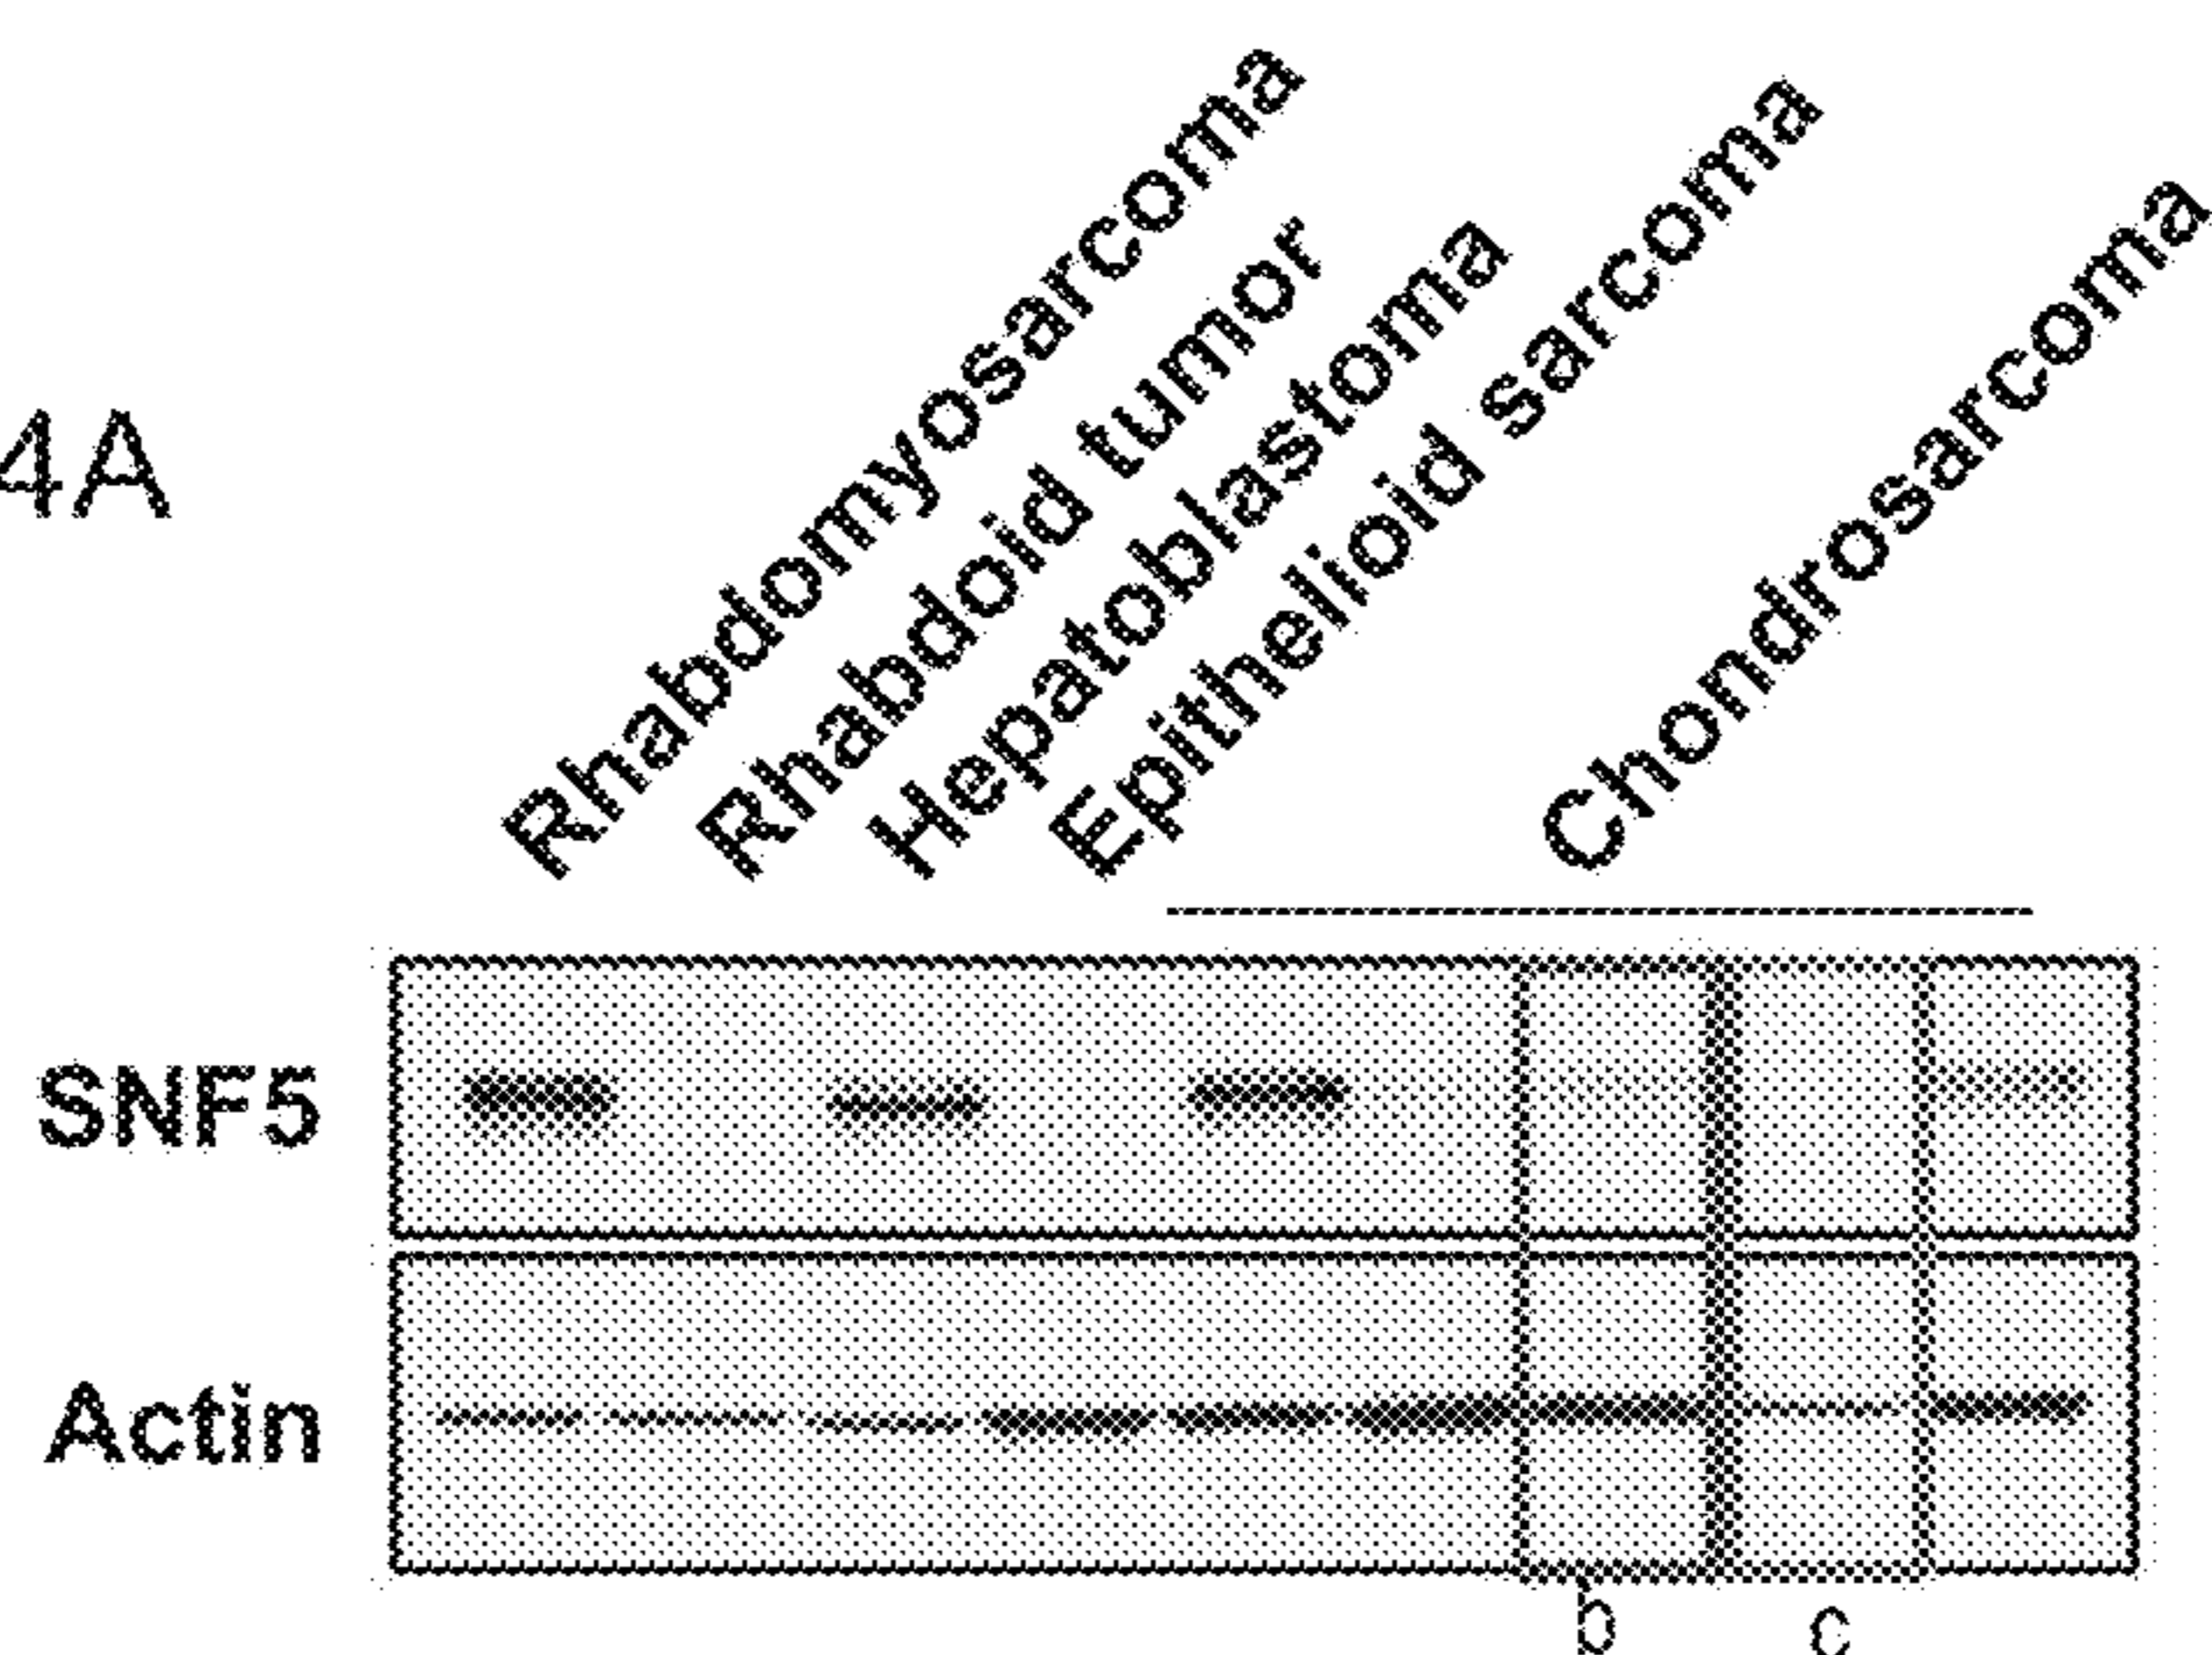 4A
Rhabdomyosarcoma
Rhabdoid tumor
Hepatoblastoma
Epithelioid sarcoma
Chondrosarcoma
SNF5
Actin
b
c